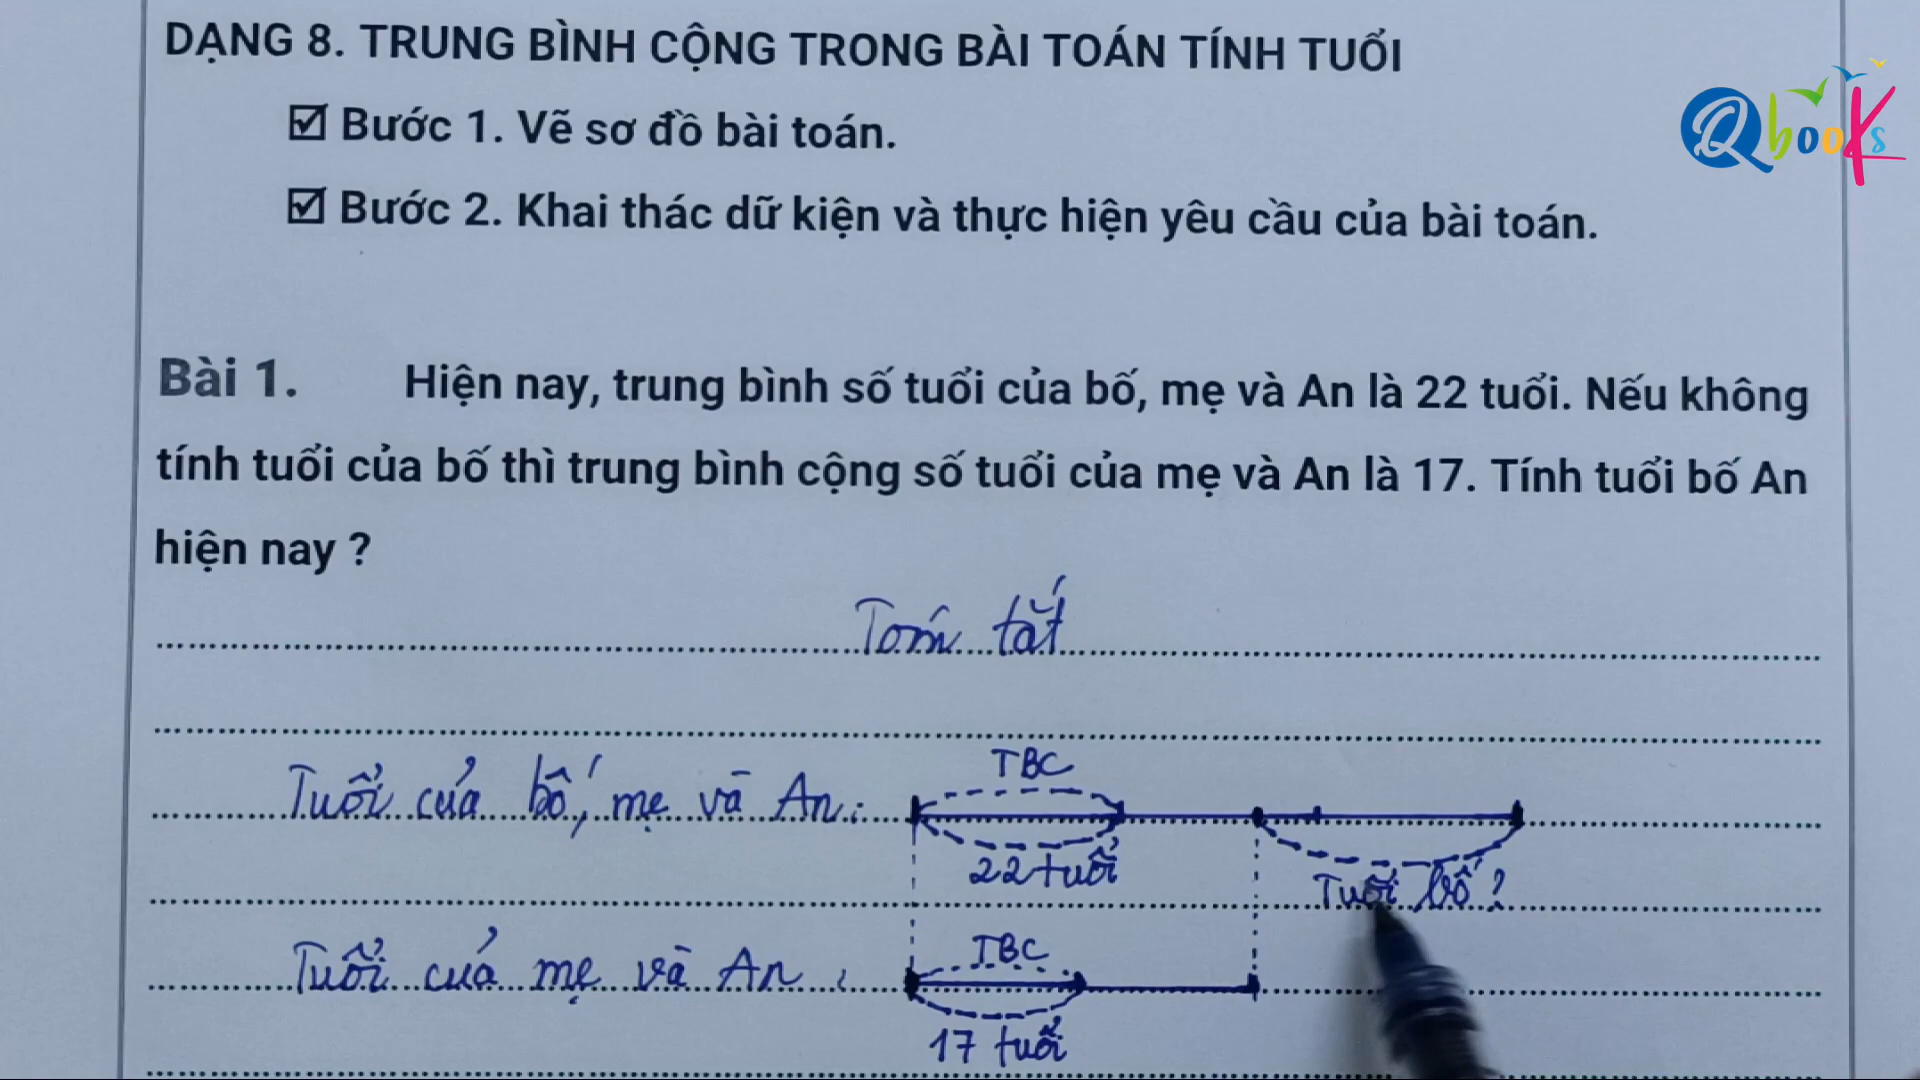 DẠNG 8. TRUNG BÌNH CỘNG TRONG BÀI TOÁN TÍNH TUỔI
Qbooks
☑ Bước 1. Vẽ sơ đồ bài toán.
☑ Bước 2. Khai thác dữ kiện và thực hiện yêu cầu của bài toán.
Bài 1. Hiện nay, trung bình số tuổi của bố, mẹ và An là 22 tuổi. Nếu không
tính tuổi của bố thì trung bình cộng số tuổi của mẹ và An là 17. Tính tuổi bố An
hiện nay ?
Tóm tắt
TBC
Tuổi của bố, mẹ và An:
22 tuổi
Tuổi bố?
TBC
Tuổi của mẹ và An :
17 tuổi